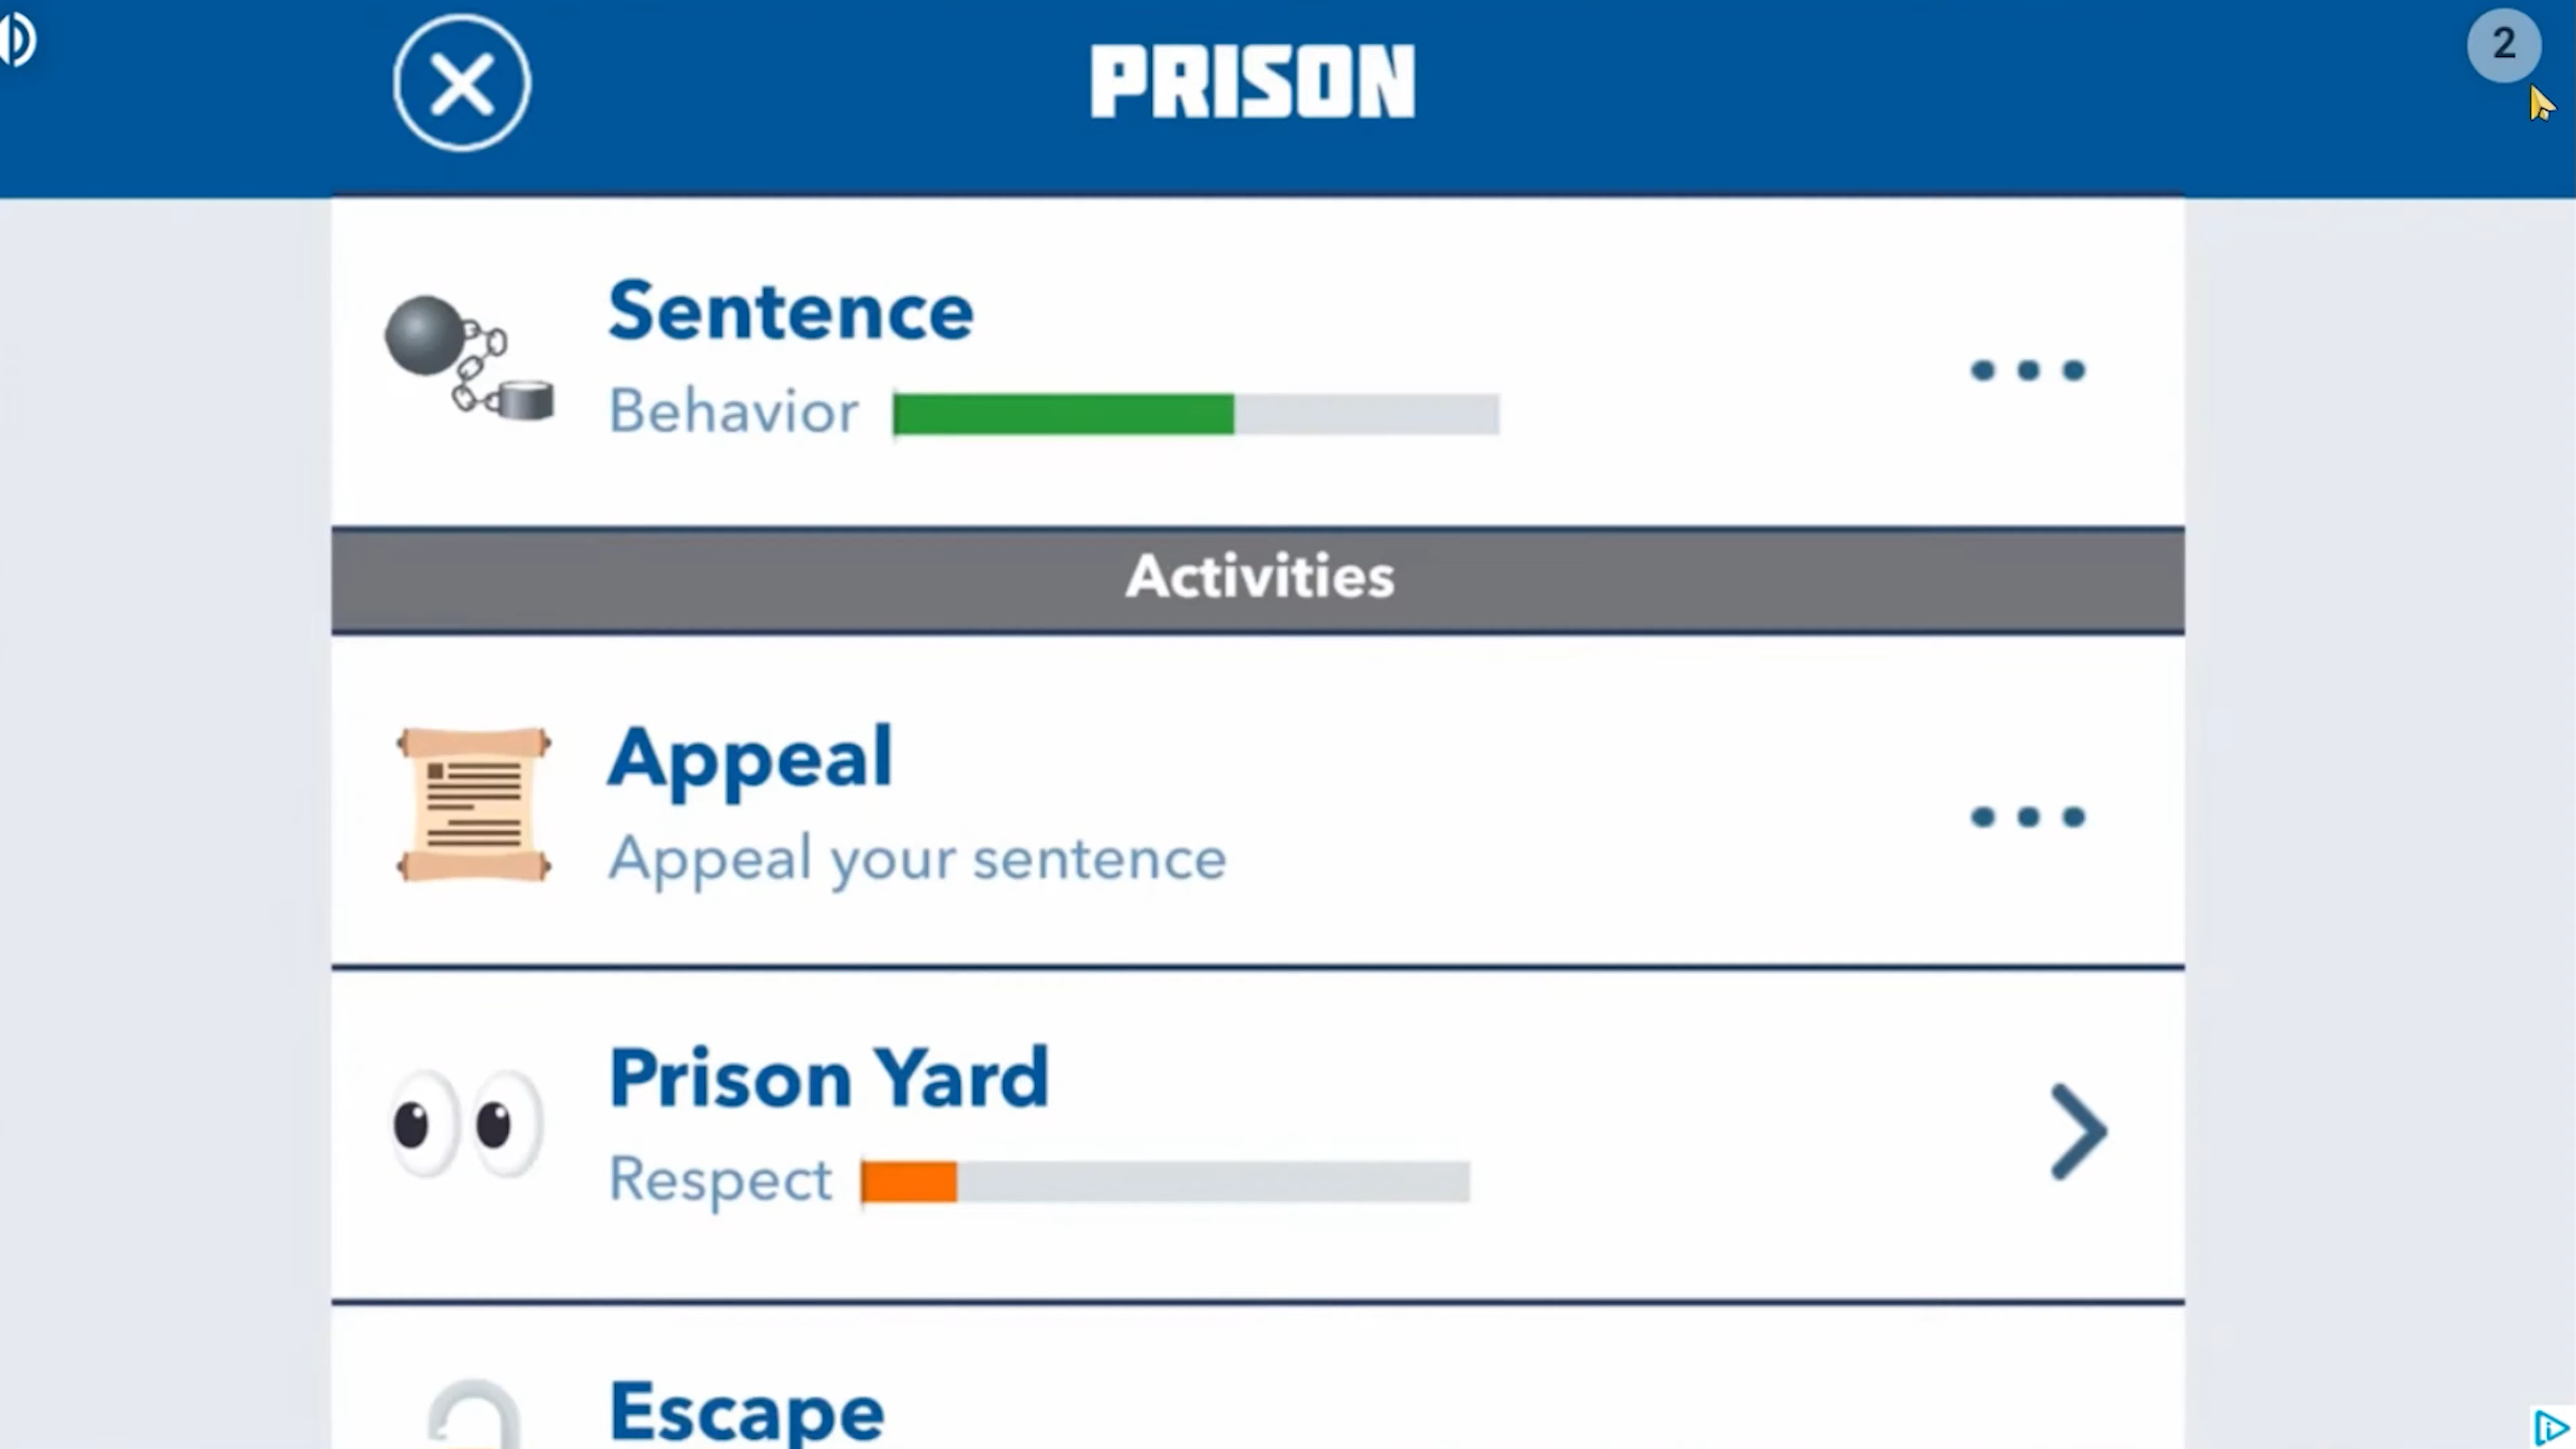 PRISON
2
Sentence
Behavior
Activities
Appeal
Appeal your sentence
Prison Yard
Respect
Escape